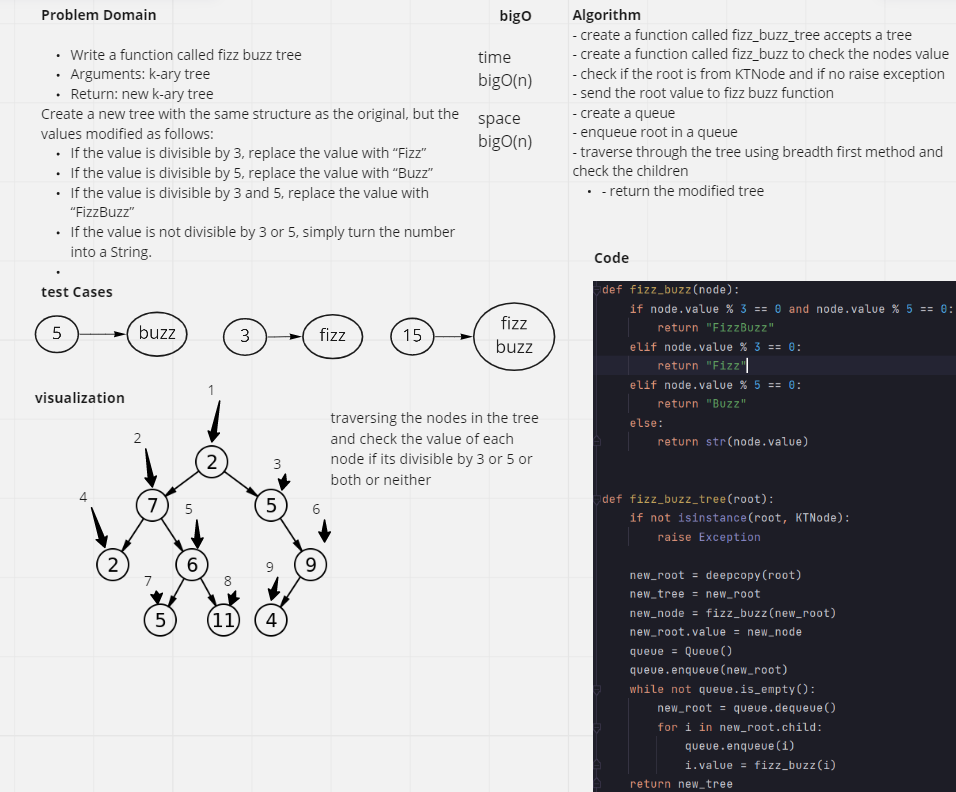 Problem Domain
• Write a function called fizz buzz tree
• Arguments: k-ary tree
• Return: new k-ary tree
Create a new tree with the same structure as the original, but the
values modified as follows:
• If the value is divisible by 3, replace the value with “Fizz”
• If the value is divisible by 5, replace the value with “Buzz”
• If the value is divisible by 3 and 5, replace the value with
“FizzBuzz”
• If the value is not divisible by 3 or 5, simply turn the number
into a String.
•
bigO
time
bigO(n)
space
bigO(n)
Algorithm
- create a function called fizz_buzz_tree accepts a tree
- create a function called fizz_buzz to check the nodes value
- check if the root is from KTNode and if no raise exception
- send the root value to fizz buzz function
- create a queue
- enqueue root in a queue
- traverse through the tree using breadth first method and
check the children
• - return the modified tree
test Cases
5 buzz 3 fizz 15 fizz
buzz
visualization
1
2
2
3
7
5
4
5
6
2
6
9
7
8
9
5
11
4
traversing the nodes in the tree
and check the value of each
node if its divisible by 3 or 5 or
both or neither
Code
def fizz_buzz(node):
    if node.value % 3 == 0 and node.value % 5 == 0:
        return "FizzBuzz"
    elif node.value % 3 == 0:
        return "Fizz"
    elif node.value % 5 == 0:
        return "Buzz"
    else:
        return str(node.value)
def fizz_buzz_tree(root):
    if not isinstance(root, KTNode):
        raise Exception
    new_root = deepcopy(root)
    new_tree = new_root
    new_node = fizz_buzz(new_root)
    new_root.value = new_node
    queue = Queue()
    queue.enqueue(new_root)
    while not queue.is_empty():
        new_root = queue.dequeue()
        for i in new_root.child:
            queue.enqueue(i)
            i.value = fizz_buzz(i)
    return new_tree